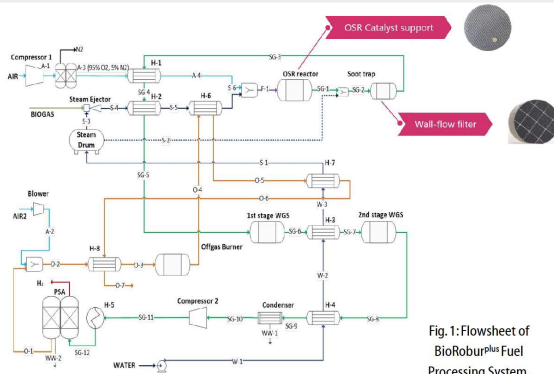 OSR Catalyst support
N2
Compressor 1
AIR
A-1
A-3 (95% O2, 5% N2)
H-1
A-4
SG-3
OSR reactor
Soot trap
SG-4
S-6
F-1
SG-1
SG-2
Steam Ejector
H-2
H-6
BIOGAS
S-4
S-5
S-3
Wall-flow filter
Steam
Drum
S-2
S-1
H-7
SG-5
O-5
O-4
O-6
W-3
Blower
AIR2
A-2
1st stage WGS
H-3
2nd stage WGS
SG-6
SG-7
H-8
Offgas Burner
O-2
O-3
W-2
O-7
H₂
PSA
H-5
Compressor 2
Condenser
H-4
SG-11
SG-10
SG-9
SG-8
WW-1
O-1
WW-2
SG-12
WATER
W-1
Fig. 1: Flowsheet of
BioRoburplus Fuel
Processing System